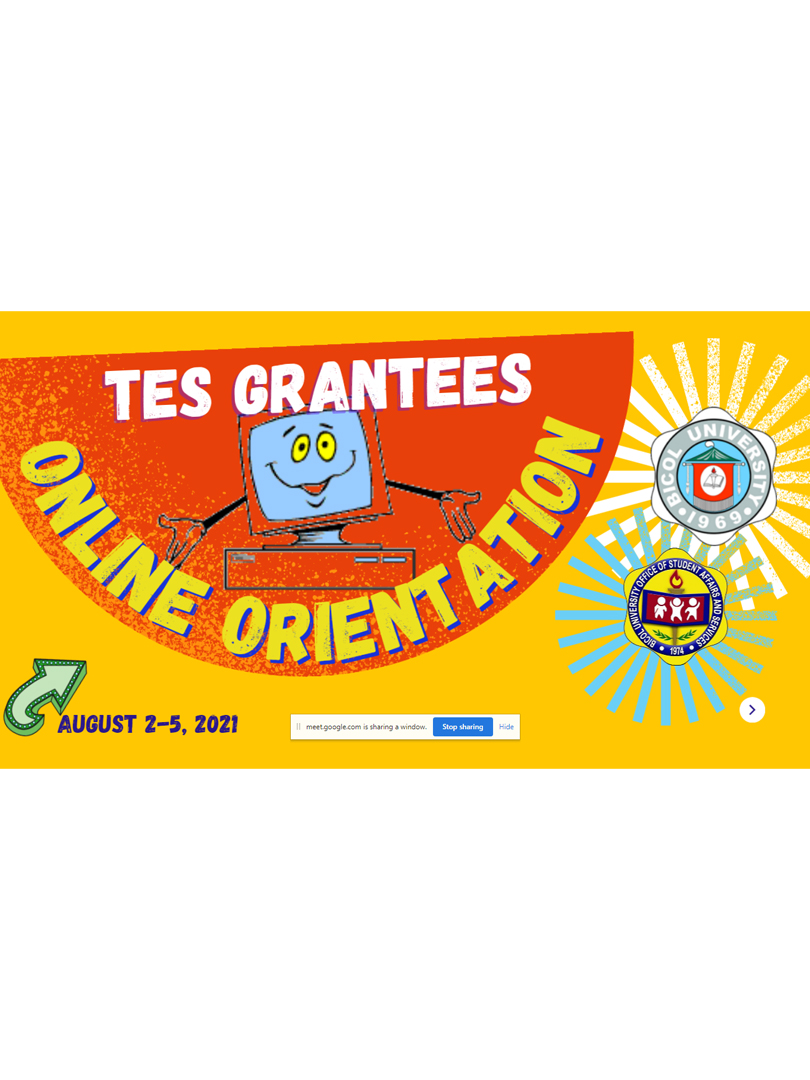 TES GRANTEES
ONLINE ORIENTATION
BICOL UNIVERSITY
•1969•
BICOL UNIVERSITY OFFICE OF STUDENT AFFAIRS AND SERVICES
• 1974 •
AUGUST 2-5, 2021
meet.google.com is sharing a window. Stop sharing Hide